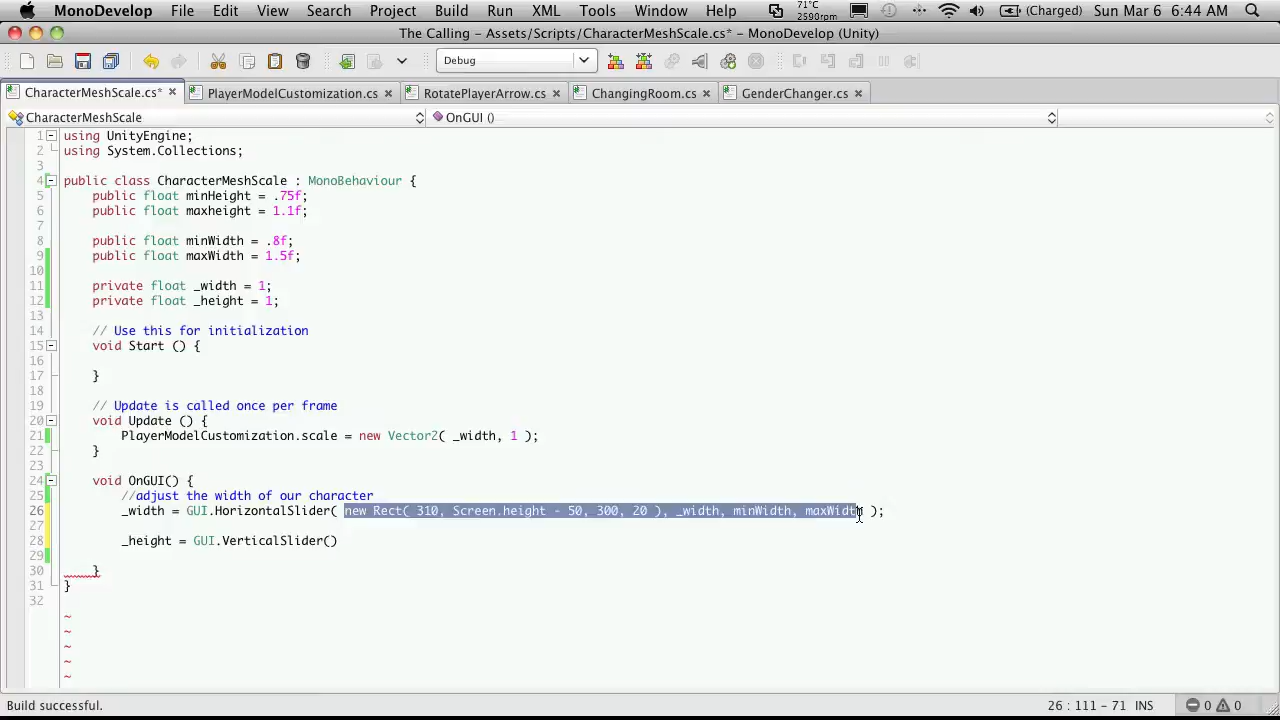 MonoDevelop File Edit View Search Project Build Run XML Tools Window Help 71°C 2590rpm (Charged) Sun Mar 6 6:44 AM
The Calling – Assets/Scripts/CharacterMeshScale.cs* – MonoDevelop (Unity)
Debug
CharacterMeshScale.cs* PlayerModelCustomization.cs RotatePlayerArrow.cs ChangingRoom.cs GenderChanger.cs
CharacterMeshScale OnGUI ()
1 using UnityEngine;
2 using System.Collections;
3
4 public class CharacterMeshScale : MonoBehaviour {
5 public float minHeight = .75f;
6 public float maxheight = 1.1f;
7
8 public float minWidth = .8f;
9 public float maxWidth = 1.5f;
10
11 private float _width = 1;
12 private float _height = 1;
13
14 // Use this for initialization
15 void Start () {
16
17 }
18
19 // Update is called once per frame
20 void Update () {
21 PlayerModelCustomization.scale = new Vector2( _width, 1 );
22 }
23
24 void OnGUI() {
25 //adjust the width of our character
26 _width = GUI.HorizontalSlider( new Rect( 310, Screen.height - 50, 300, 20 ), _width, minWidth, maxWidth );
27
28 _height = GUI.VerticalSlider()
29
30 }
31 }
32
~
~
~
~
~
Build successful. 26 : 111 - 71 INS 0 0